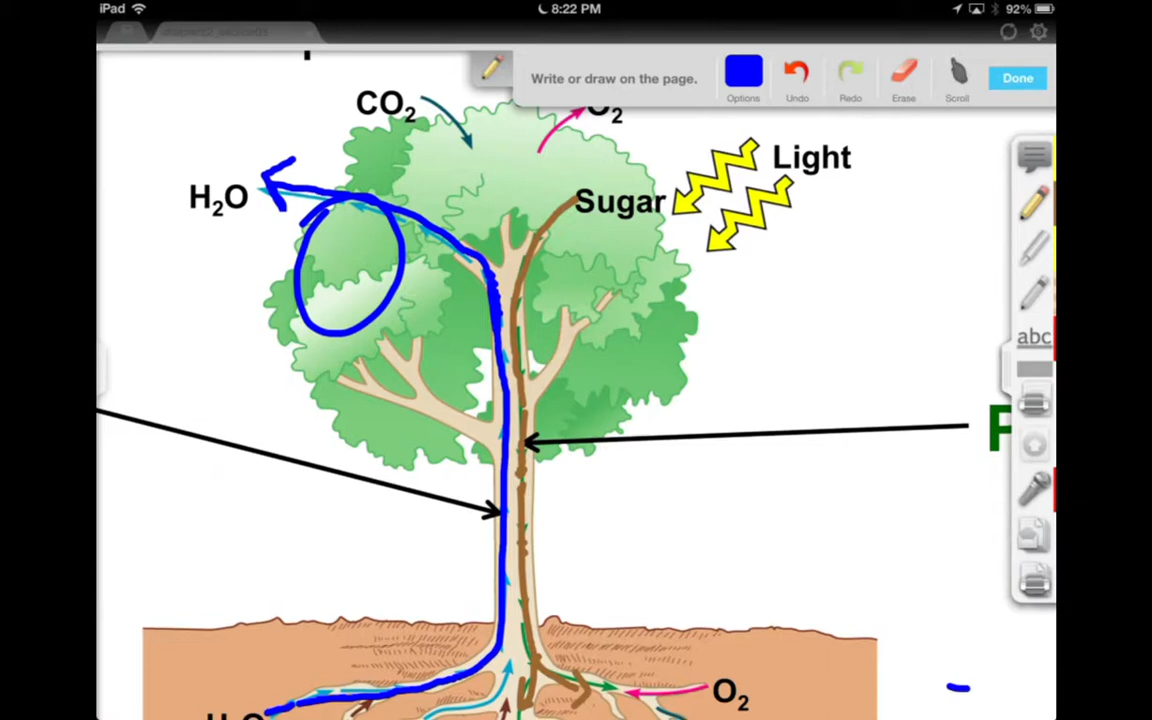 iPad 8:22 PM 92%
Write or draw on the page.
Options Undo Redo Erase Scroll Done
CO₂
O₂
Light
H₂O
Sugar
abc
O₂